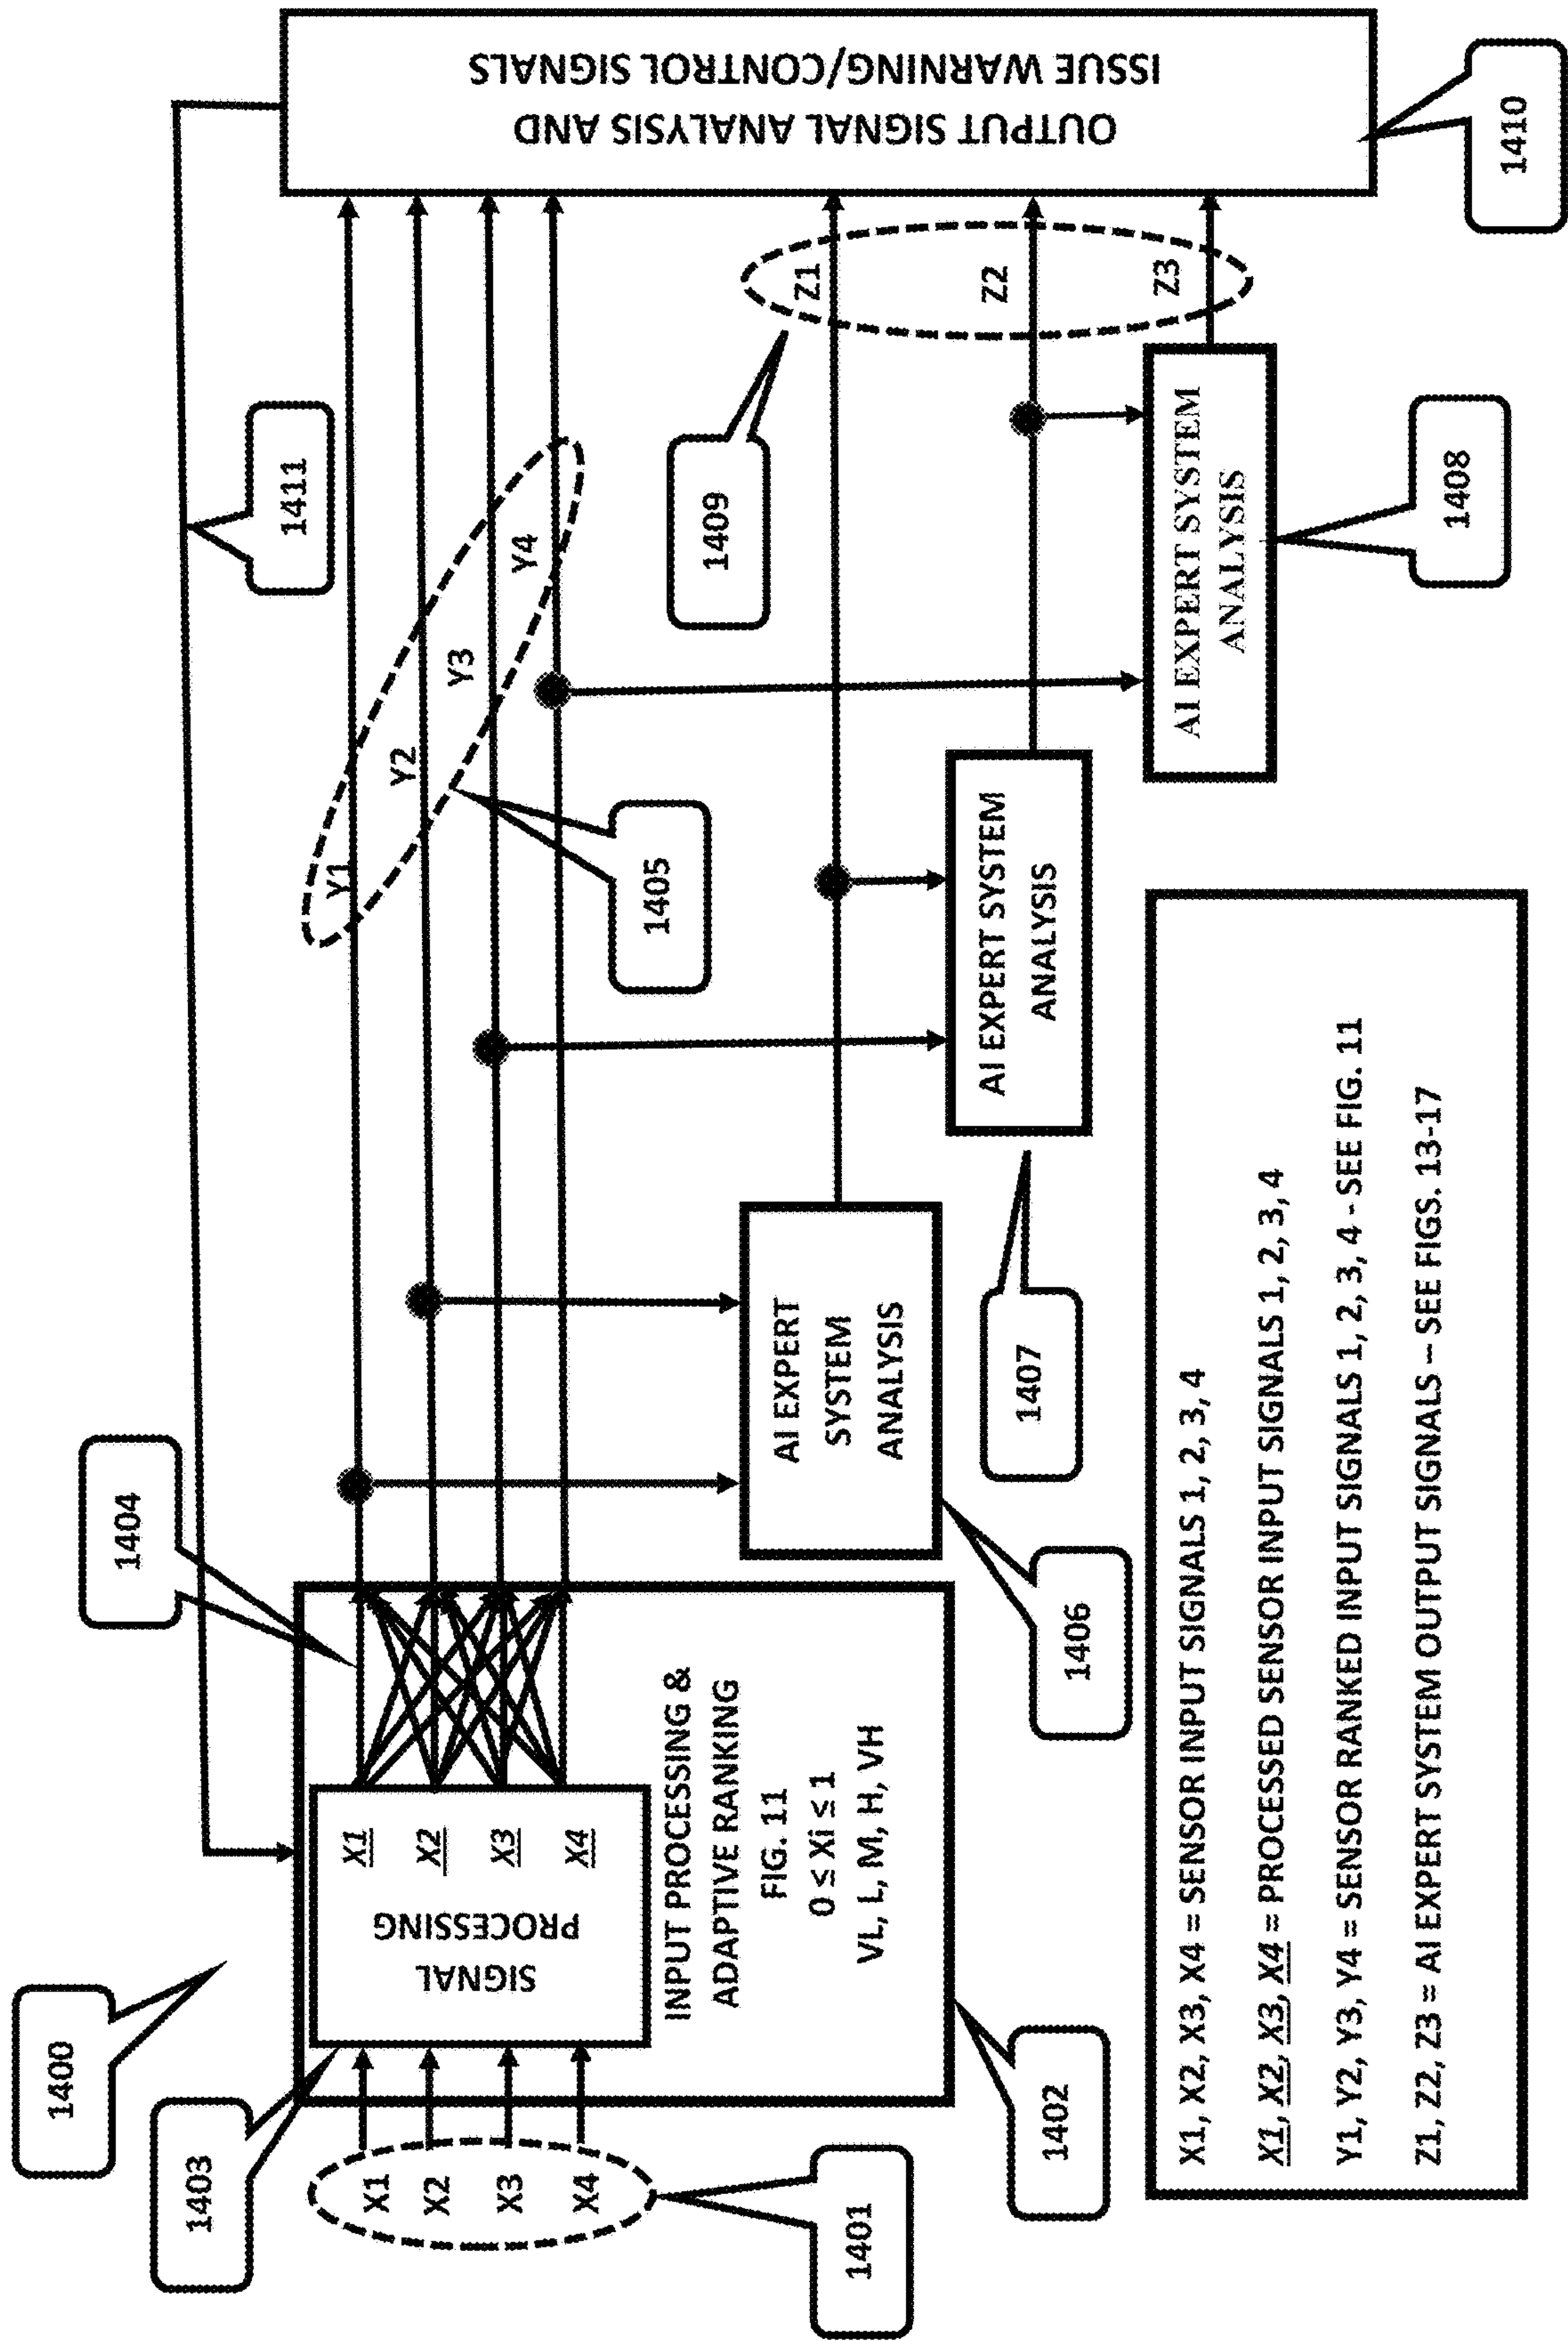 1400
1403
1404
1411
X1
X2
X3
X4
1401
SIGNAL
PROCESSING
X1
X2
X3
X4
INPUT PROCESSING &
ADAPTIVE RANKING
FIG. 11
0 ≤ Xi ≤ 1
VL, L, M, H, VH
1402
Y1
Y2
Y3
Y4
1405
AI EXPERT
SYSTEM
ANALYSIS
1406
AI EXPERT SYSTEM
ANALYSIS
1407
AI EXPERT SYSTEM
ANALYSIS
1408
Z1
Z2
Z3
1409
OUTPUT SIGNAL ANALYSIS AND
ISSUE WARNING/CONTROL SIGNALS
1410
X1, X2, X3, X4 = SENSOR INPUT SIGNALS 1, 2, 3, 4
X1, X2, X3, X4 = PROCESSED SENSOR INPUT SIGNALS 1, 2, 3, 4
Y1, Y2, Y3, Y4 = SENSOR RANKED INPUT SIGNALS 1, 2, 3, 4 - SEE FIG. 11
Z1, Z2, Z3 = AI EXPERT SYSTEM OUTPUT SIGNALS – SEE FIGS. 13-17